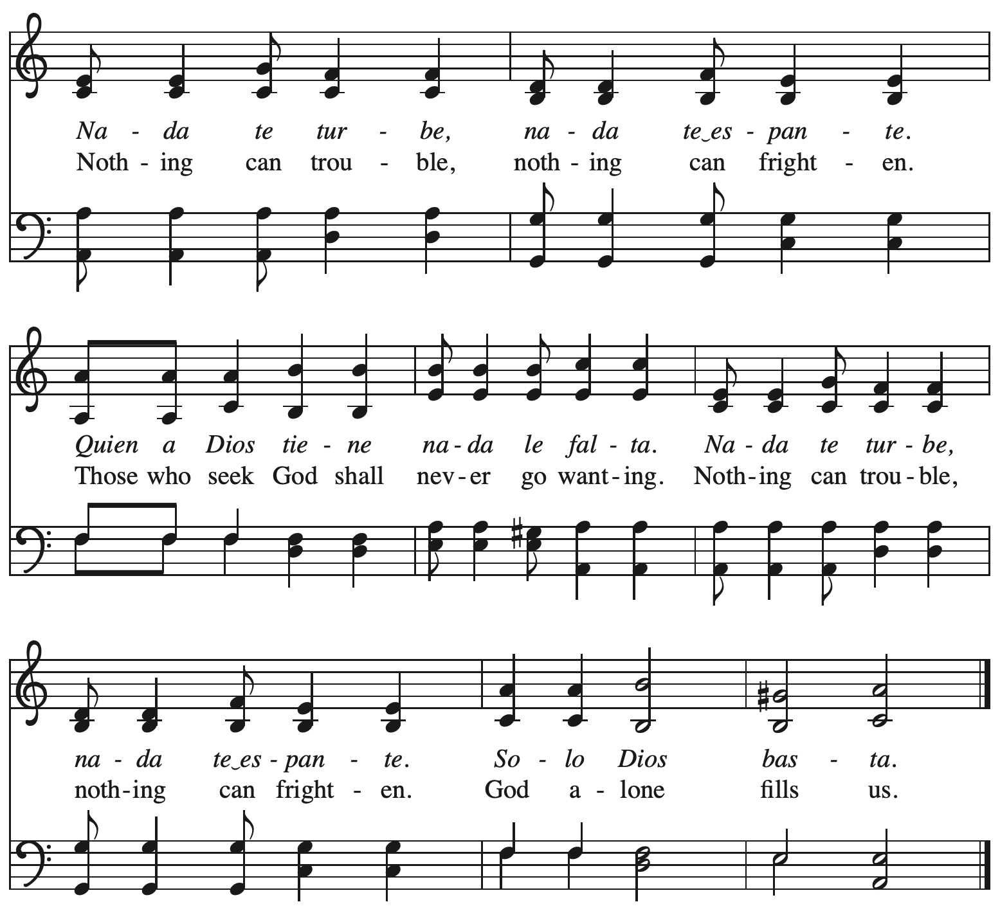 Na - da te tur - be, na - da te‿es - pan - te.
Noth - ing can trou - ble, noth - ing can fright - en.
Quien a Dios tie - ne na - da le fal - ta. Na - da te tur - be,
Those who seek God shall nev - er go want - ing. Noth - ing can trou - ble,
na - da te‿es - pan - te. So - lo Dios bas - ta.
noth - ing can fright - en. God a - lone fills us.